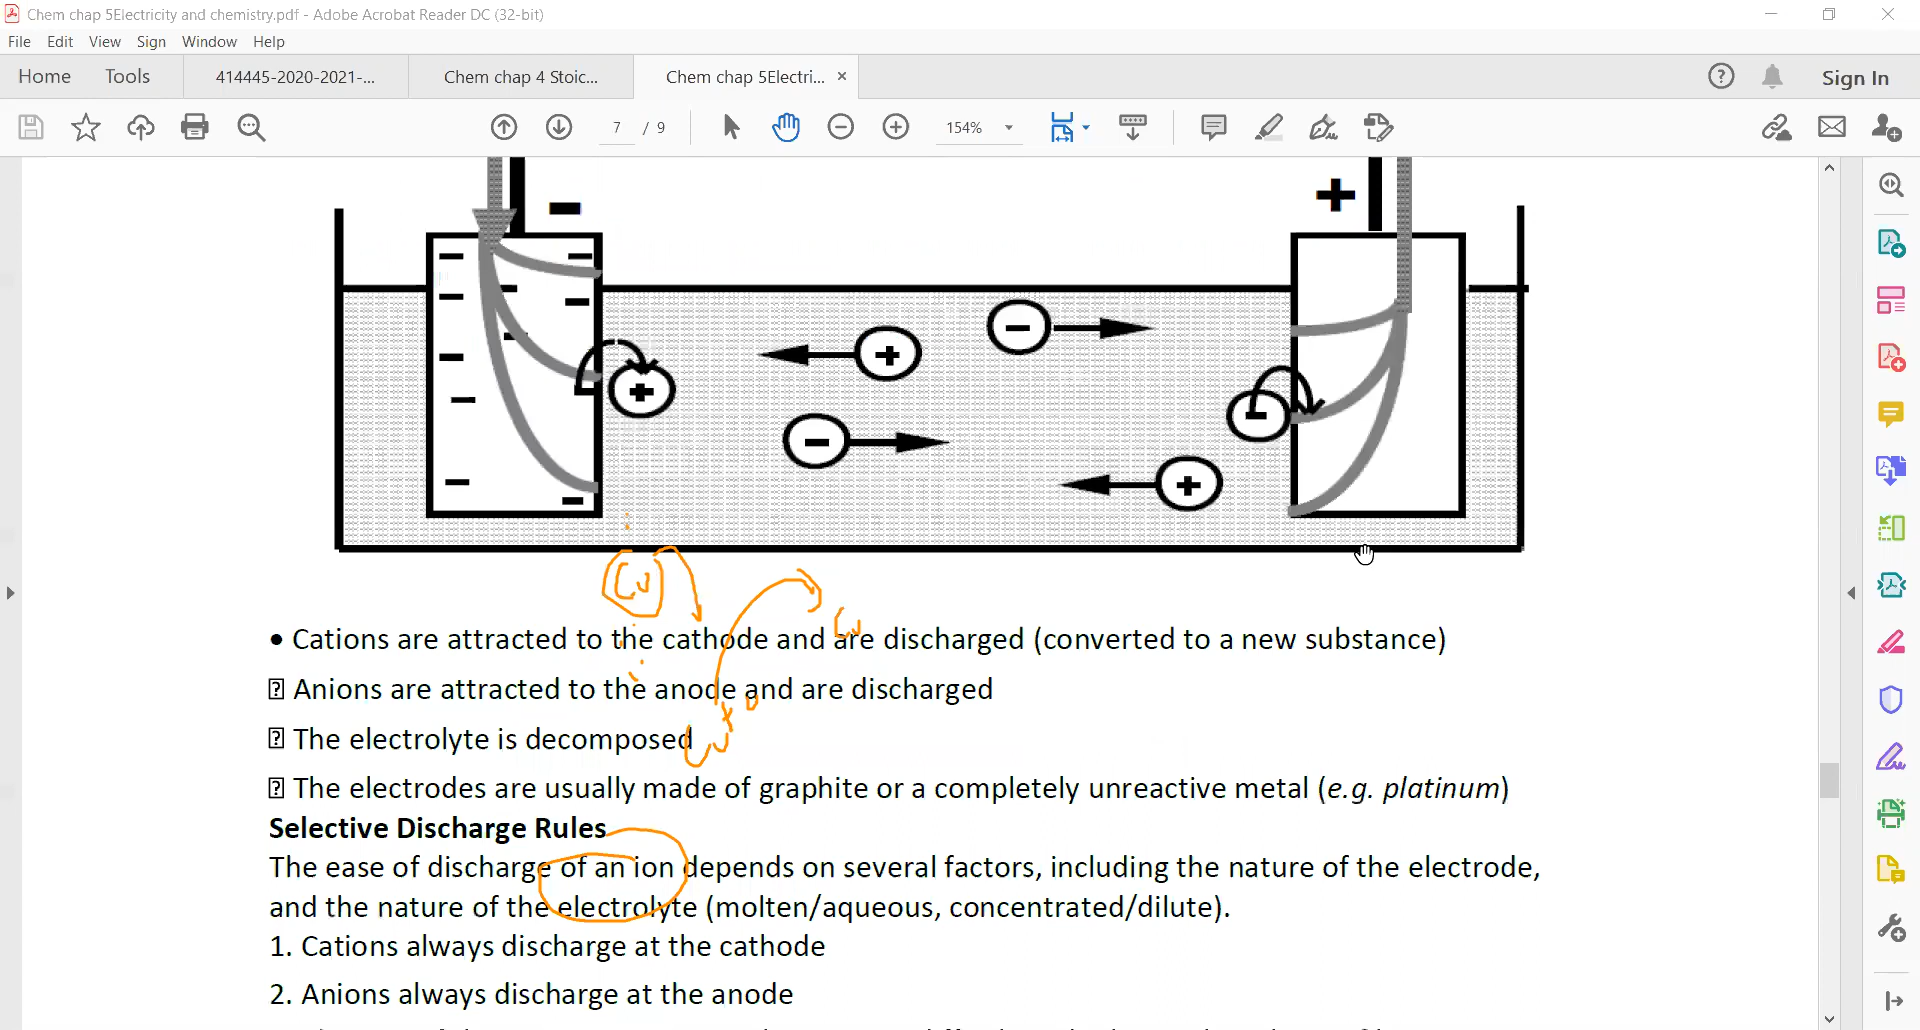 Chem chap 5Electricity and chemistry.pdf - Adobe Acrobat Reader DC (32-bit)
File Edit View Sign Window Help
Home Tools 414445-2020-2021-... Chem chap 4 Stoic... Chem chap 5Electri... × Sign In
7 / 9 154%
- +
- - - - - - - - - -
+ - + - - +
Cu
Cu
• Cations are attracted to the cathode and are discharged (converted to a new substance)
Anions are attracted to the anode and are discharged
The electrolyte is decomposed
The electrodes are usually made of graphite or a completely unreactive metal (e.g. platinum)
Selective Discharge Rules
The ease of discharge of an ion depends on several factors, including the nature of the electrode,
and the nature of the electrolyte (molten/aqueous, concentrated/dilute).
1. Cations always discharge at the cathode
2. Anions always discharge at the anode